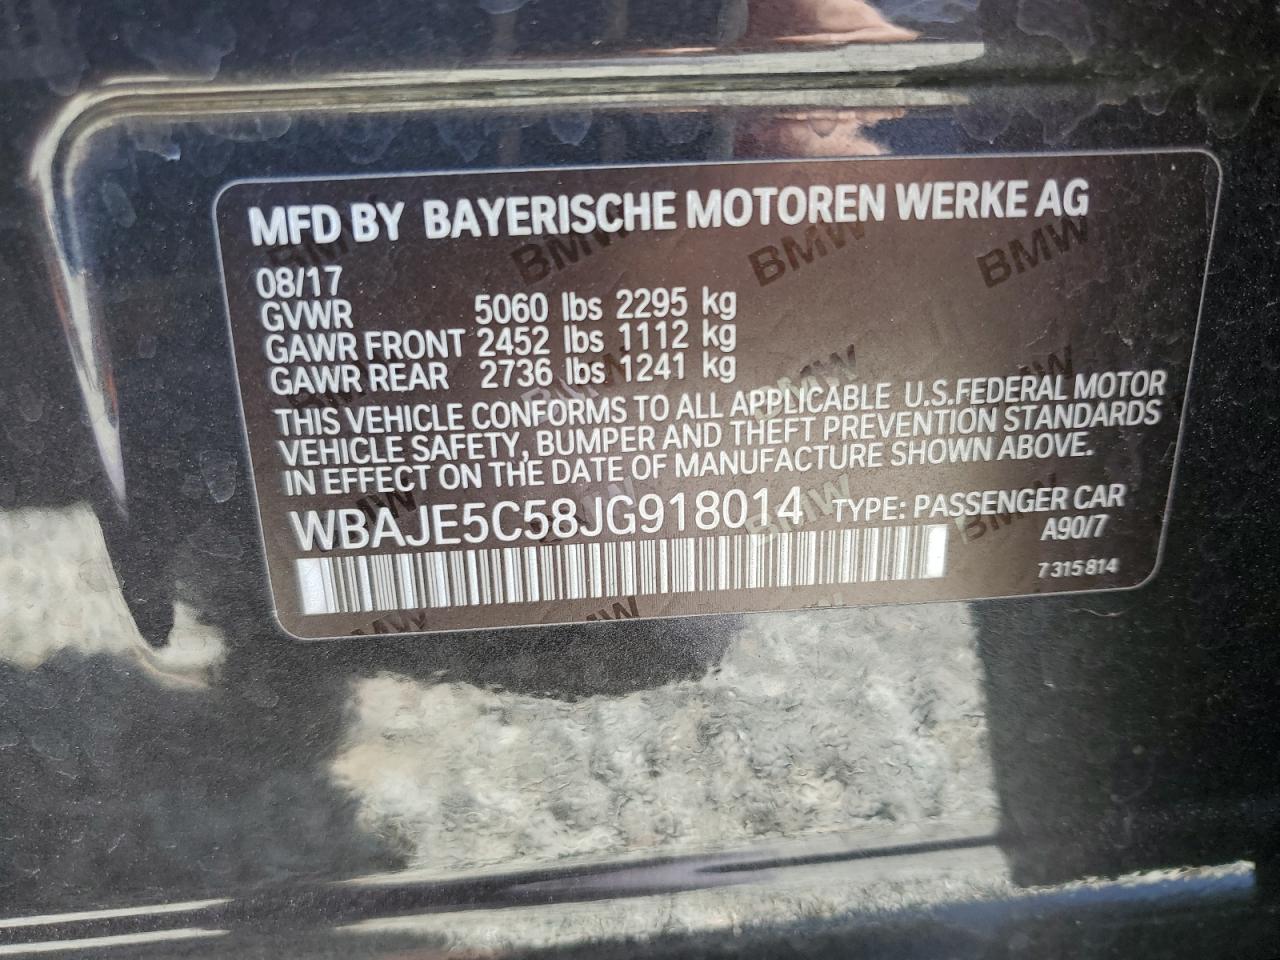 MFD BY BAYERISCHE MOTOREN WERKE AG
08/17
GVWR 5060 lbs 2295 kg
GAWR FRONT 2452 lbs 1112 kg
GAWR REAR 2736 lbs 1241 kg
THIS VEHICLE CONFORMS TO ALL APPLICABLE U.S.FEDERAL MOTOR
VEHICLE SAFETY, BUMPER AND THEFT PREVENTION STANDARDS
IN EFFECT ON THE DATE OF MANUFACTURE SHOWN ABOVE.
WBAJE5C58JG918014 TYPE: PASSENGER CAR
A90/7
7 315 814